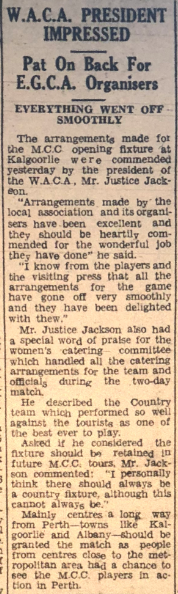 W.A.C.A. PRESIDENT
IMPRESSED
Pat On Back For
E.G.C.A. Organisers
EVERYTHING WENT OFF
SMOOTHLY
The arrangements made for
the M.C.C opening fixture at
Kalgoorlie were commended
yesterday by the president of
the W.A.C.A., Mr. Justice Jack-
son.
"Arrangements made by the
local association and its organi-
sers have been excellent and
they should be heartily com-
mended for the wonderful job
they have done" he said.
"I know from the players and
the visiting press that all the
arrangements for the game
have gone off very smoothly
and they have been delighted
with them."
Mr. Justice Jackson also had
a special word of praise for the
women's catering committee
which handled all the catering
arrangements for the team and
officials during the two-day
match.
He described the Country
team which performed so well
against the tourists as one of
the best ever to play.
Asked if he considered the
fixture should be retained in
future M.C.C. tours, Mr. Jack-
son commented: "I personally
think there should always be
a country fixture, although this
cannot always be."
Mainly centres a long way
from Perth—towns like Kal-
goorlie and Albany—should be
granted the match as people
from centres close to the met-
ropolitan area had a chance to
see the M.C.C. players in ac-
tion in Perth.